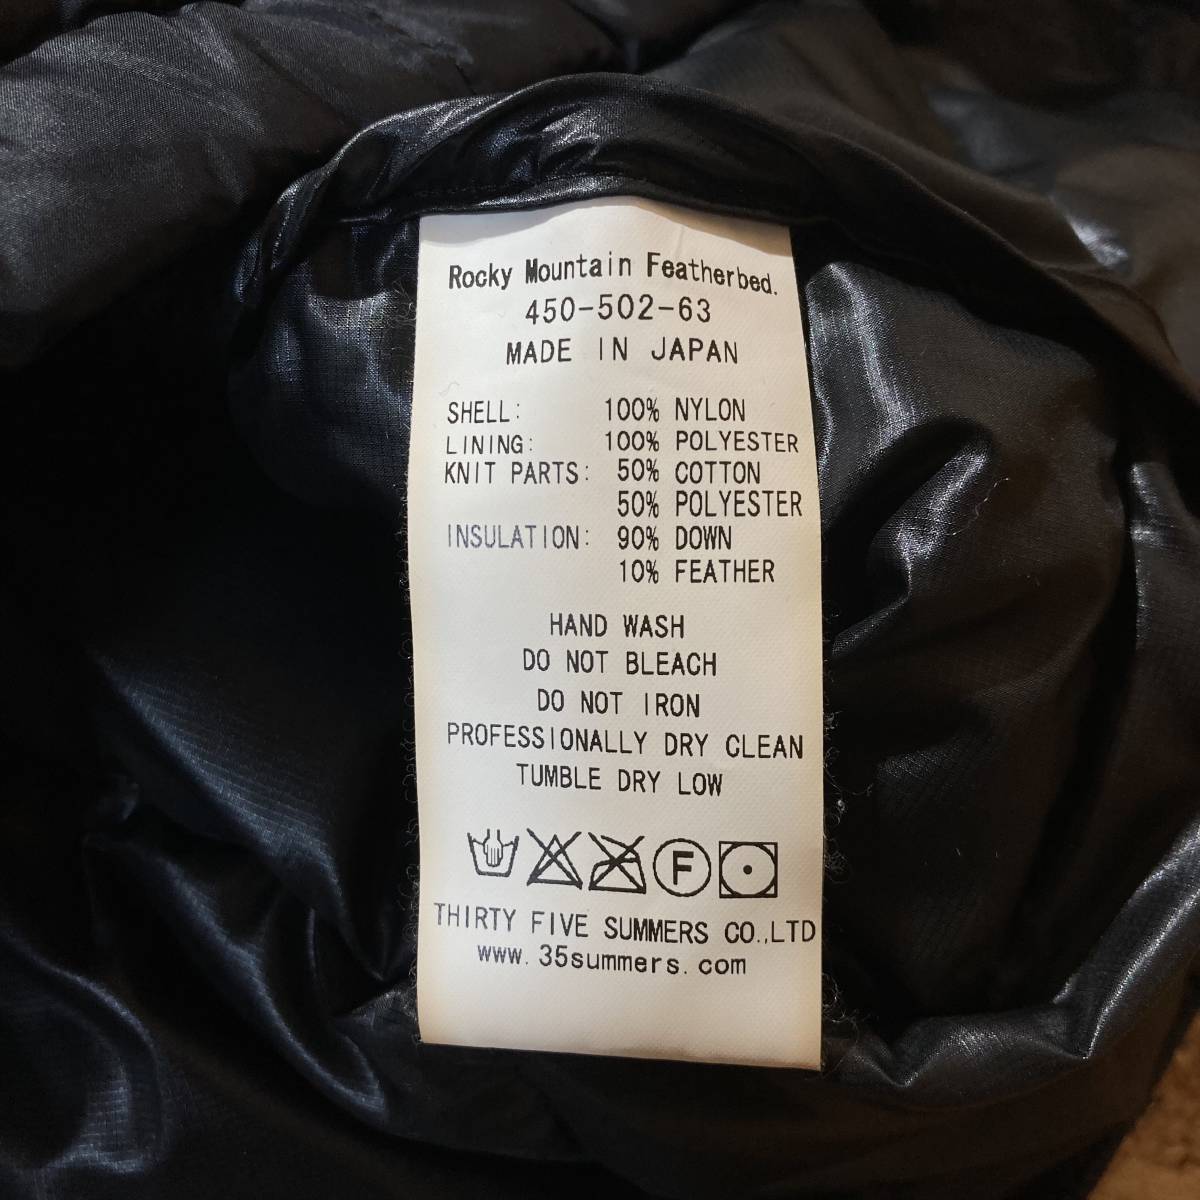 Rocky Mountain Featherbed.
450-502-63
MADE IN JAPAN
SHELL: 100% NYLON
LINING: 100% POLYESTER
KNIT PARTS: 50% COTTON
50% POLYESTER
INSULATION: 90% DOWN
10% FEATHER
HAND WASH
DO NOT BLEACH
DO NOT IRON
PROFESSIONALLY DRY CLEAN
TUMBLE DRY LOW
F
THIRTY FIVE SUMMERS CO.,LTD
www.35summers.com